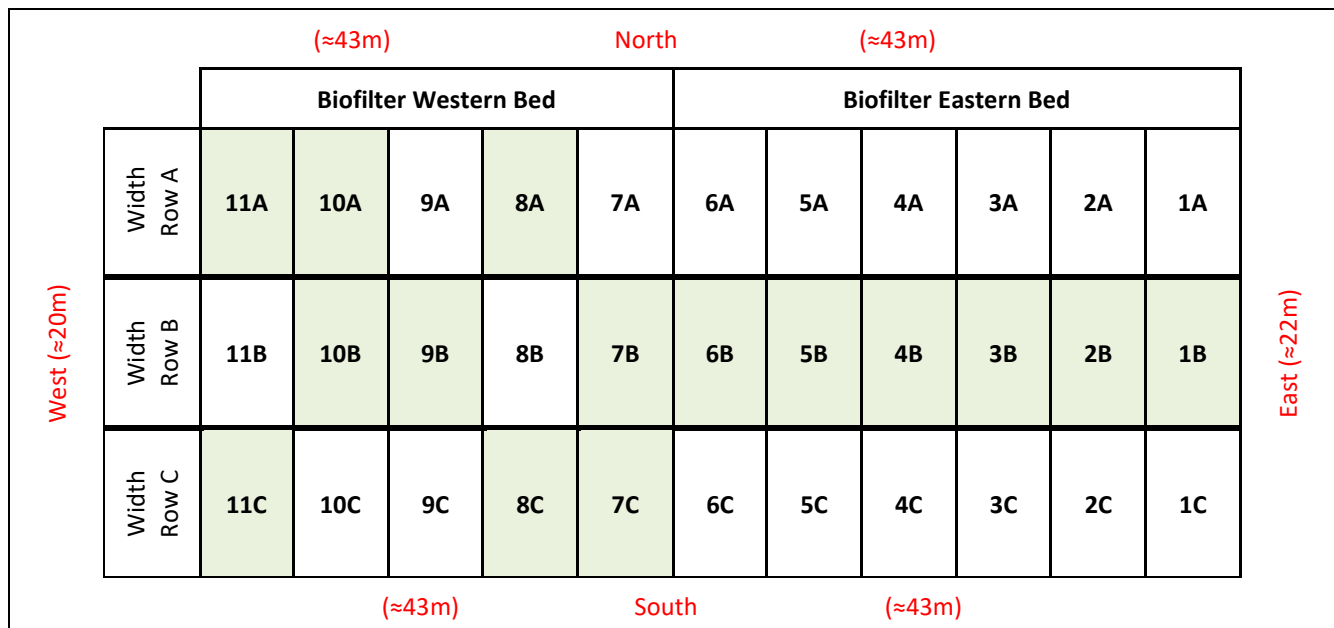 (≈43m) North (≈43m)
Biofilter Western Bed Biofilter Eastern Bed
Width
Row A
11A 10A 9A 8A 7A 6A 5A 4A 3A 2A 1A
West (≈20m)
Width
Row B
11B 10B 9B 8B 7B 6B 5B 4B 3B 2B 1B
East (≈22m)
Width
Row C
11C 10C 9C 8C 7C 6C 5C 4C 3C 2C 1C
(≈43m) South (≈43m)